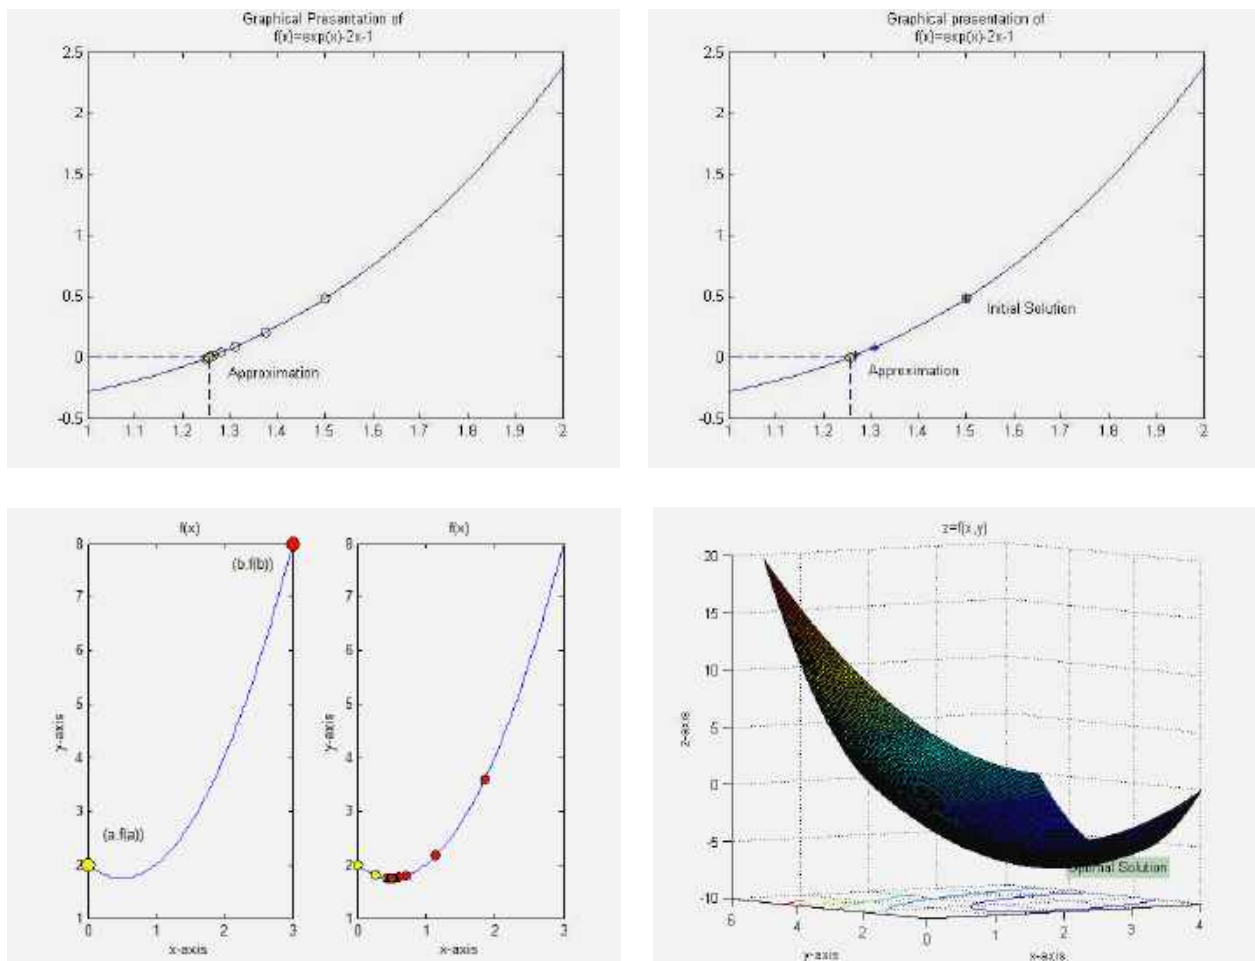 Graphical Presentation of
f(x)=exp(x)-2x-1
2.5
2
1.5
1
0.5
0
-0.5
Approximation
1 1.1 1.2 1.3 1.4 1.5 1.6 1.7 1.8 1.9 2
Graphical presentation of
f(x)=exp(x)-2x-1
2.5
2
1.5
1
0.5
0
-0.5
Initial Solution
Approximation
1 1.1 1.2 1.3 1.4 1.5 1.6 1.7 1.8 1.9 2
f(x)
8
7
6
5
4
3
2
1
y-axis
(b,f(b))
(a,f(a))
0 1 2 3
x-axis
f(x)
8
7
6
5
4
3
2
1
y-axis
0 1 2 3
x-axis
z=f(x,y)
20
15
10
5
0
-5
-10
z-axis
Optimal Solution
6 4 2 0 1 2 3 4
y-axis x-axis